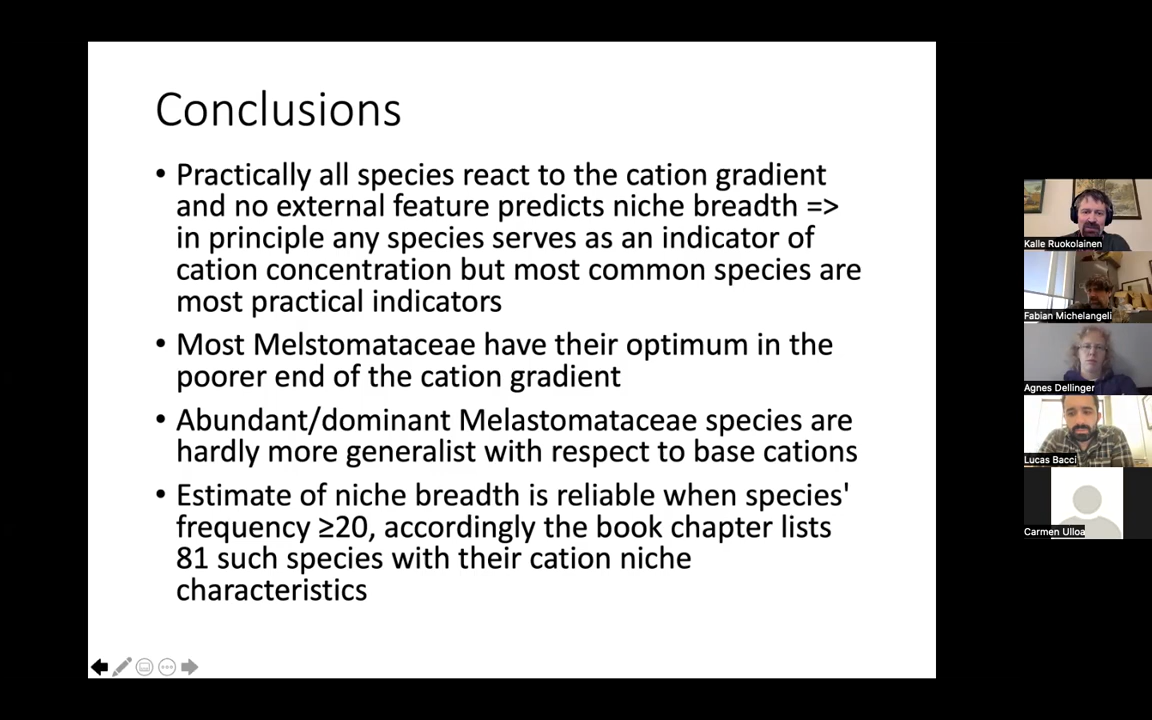 Conclusions
• Practically all species react to the cation gradient
and no external feature predicts niche breadth =>
in principle any species serves as an indicator of
cation concentration but most common species are
most practical indicators
• Most Melstomataceae have their optimum in the
poorer end of the cation gradient
• Abundant/dominant Melastomataceae species are
hardly more generalist with respect to base cations
• Estimate of niche breadth is reliable when species'
frequency ≥20, accordingly the book chapter lists
81 such species with their cation niche
characteristics
Kalle Ruokolainen
Fabian Michelangeli
Agnes Dellinger
Lucas Bacci
Carmen Ulloa